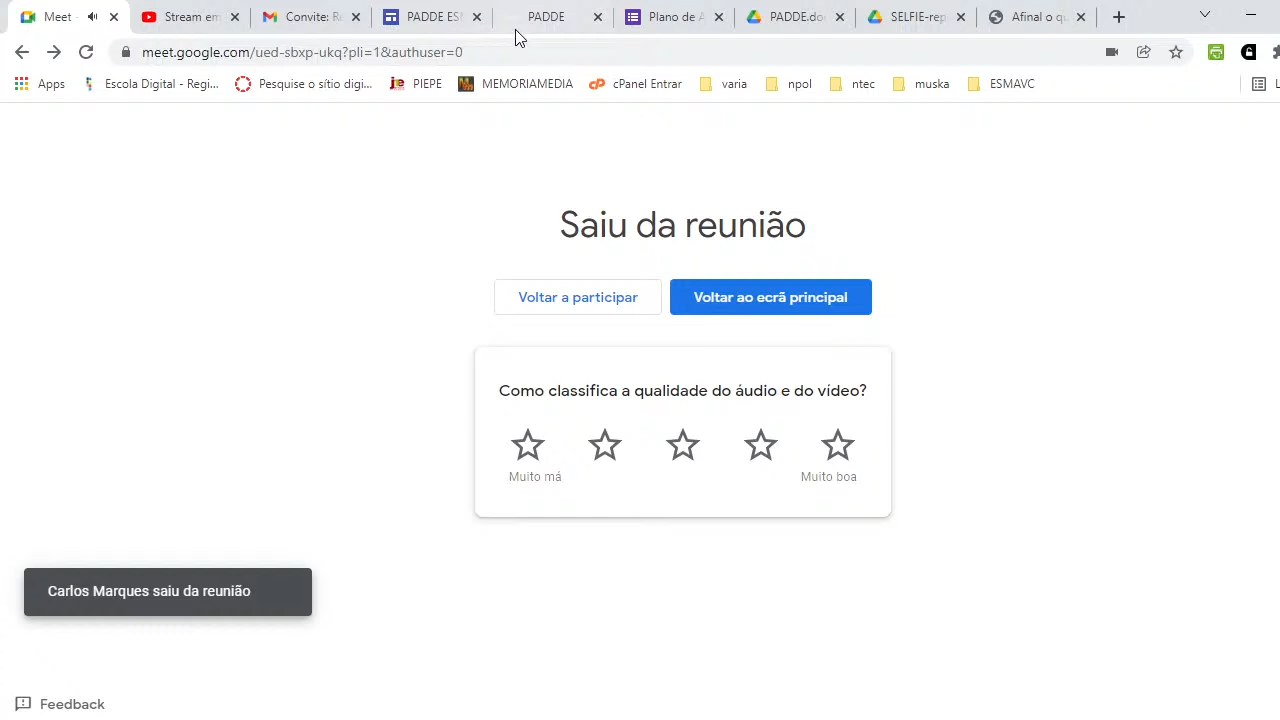 Meet -
Stream em
Convite: R
PADDE Es
PADDE
Plano de A
PADDE.do
SELFIE-rep
Afinal o qu
meet.google.com/ued-sbxp-ukq?pli=1&authuser=0
Apps
Escola Digital - Regi...
Pesquise o sítio digi...
PIEPE
MEMORIAMEDIA
cPanel Entrar
varia
npol
ntec
muska
ESMAVC
L
Saiu da reunião
Voltar a participar
Voltar ao ecrã principal
Como classifica a qualidade do áudio e do vídeo?
Muito má
Muito boa
Carlos Marques saiu da reunião
Feedback